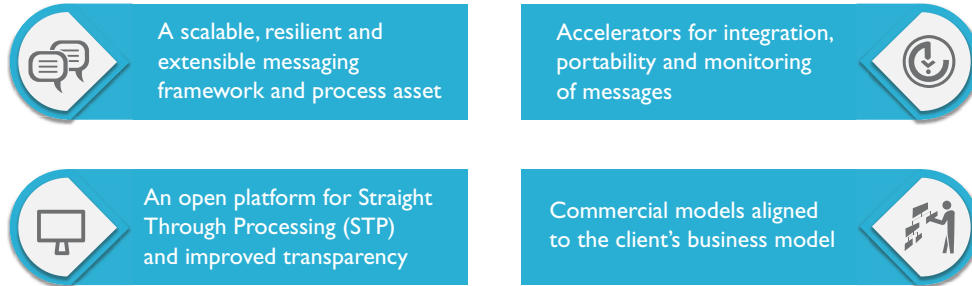 A scalable, resilient and
extensible messaging
framework and process asset
Accelerators for integration,
portability and monitoring
of messages
An open platform for Straight
Through Processing (STP)
and improved transparency
Commercial models aligned
to the client's business model